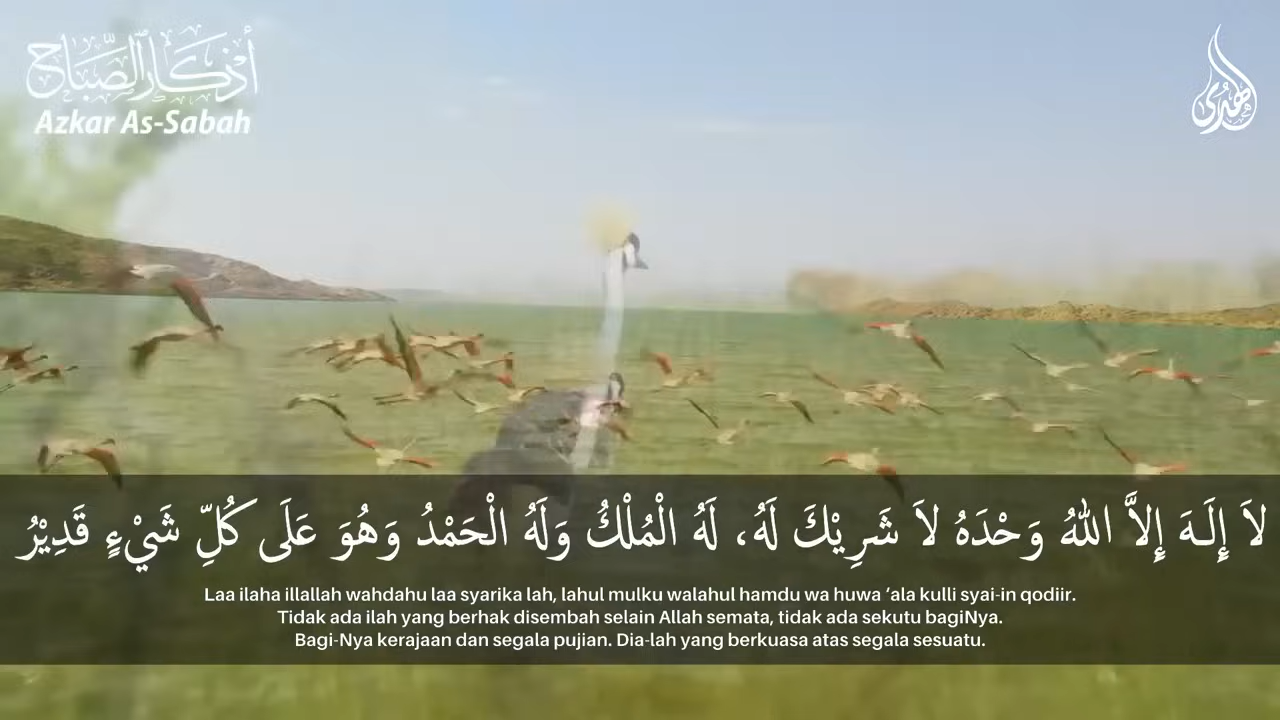 أذكار الصباح
Azkar As-Sabah
الهدى
لاَ إِلَـهَ إِلاَّ اللهُ وَحْدَهُ لاَ شَرِيْكَ لَهُ، لَهُ الْمُلْكُ وَلَهُ الْحَمْدُ وَهُوَ عَلَى كُلِّ شَيْءٍ قَدِيْرُ
Laa ilaha illallah wahdahu laa syarika lah, lahul mulku walahul hamdu wa huwa ‘ala kulli syai-in qodiir.
Tidak ada ilah yang berhak disembah selain Allah semata, tidak ada sekutu bagiNya.
Bagi-Nya kerajaan dan segala pujian. Dia-lah yang berkuasa atas segala sesuatu.